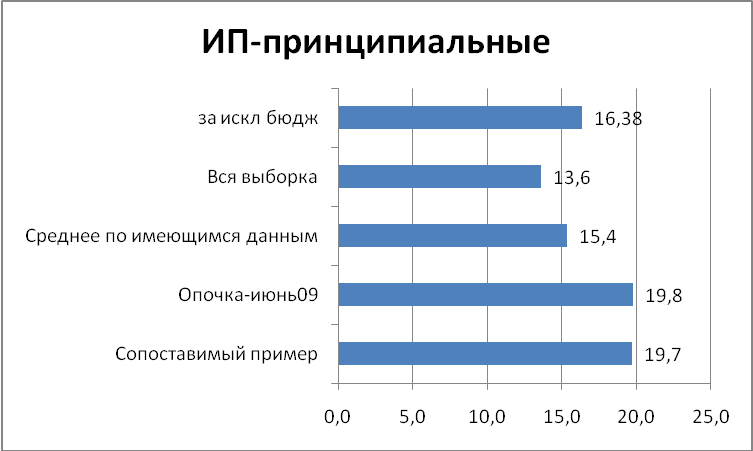 ИП-принципиальные
за искл бюдж 16,38
Вся выборка 13,6
Среднее по имеющимся данным 15,4
Опочка-июнь09 19,8
Сопоставимый пример 19,7
0,0 5,0 10,0 15,0 20,0 25,0